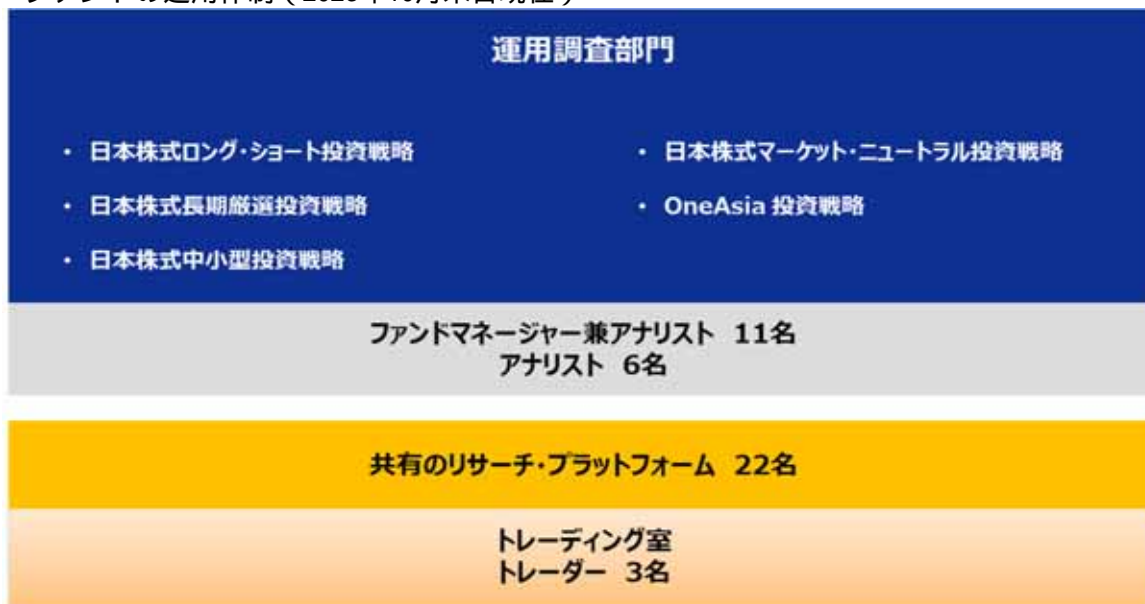 運用調査部門
・ 日本株式ロング・ショート投資戦略
・ 日本株式マーケット・ニュートラル投資戦略
・ 日本株式長期厳選投資戦略
・ OneAsia 投資戦略
・ 日本株式中小型投資戦略
ファンドマネージャー兼アナリスト 11名
アナリスト 6名
共有のリサーチ・プラットフォーム 22名
トレーディング室
トレーダー 3名